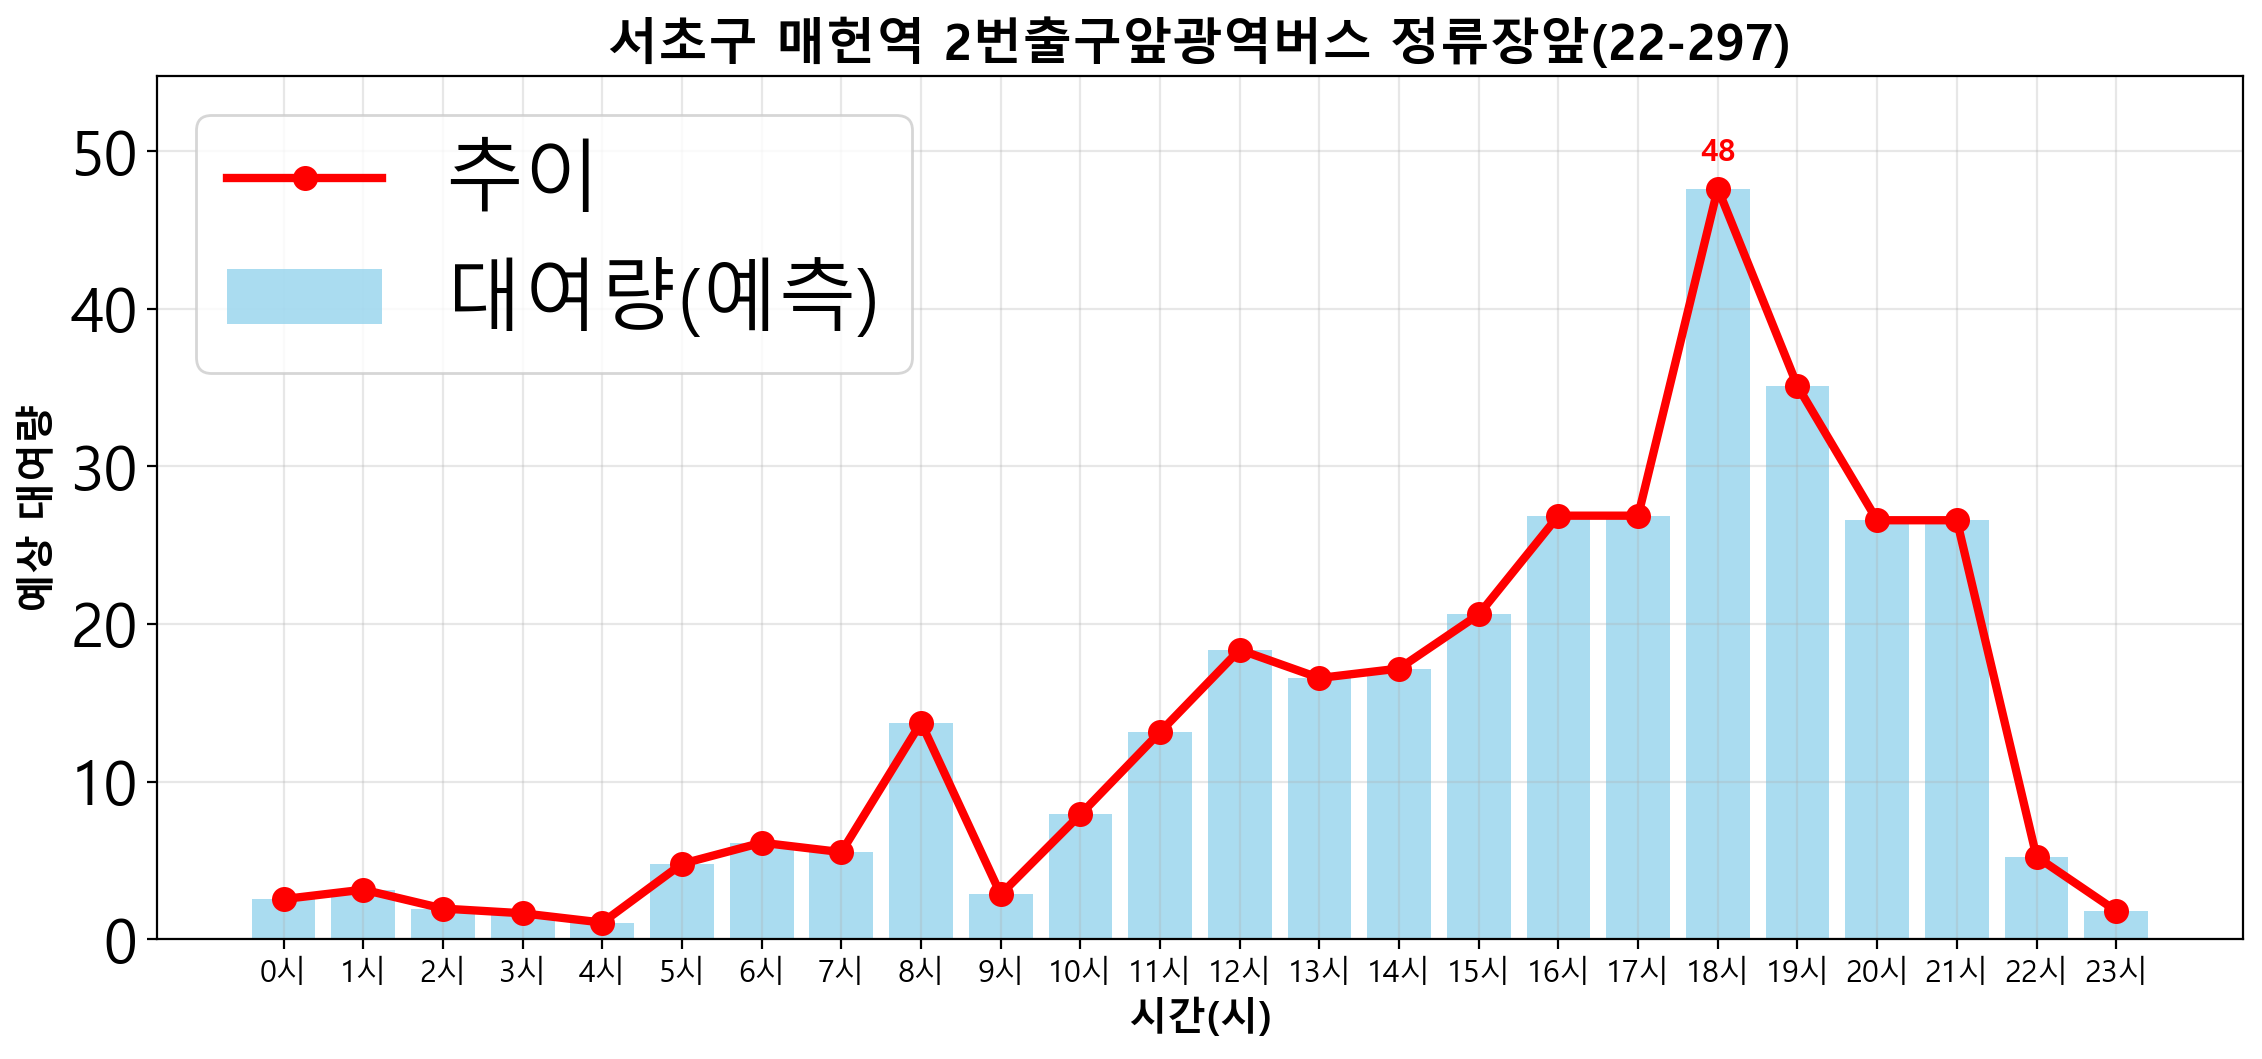 서초구 매헌역 2번출구앞광역버스 정류장앞(22-297)
추이
대여량(예측)
48
예상 대여량
50
40
30
20
10
0
0시 1시 2시 3시 4시 5시 6시 7시 8시 9시 10시 11시 12시 13시 14시 15시 16시 17시 18시 19시 20시 21시 22시 23시
시간(시)